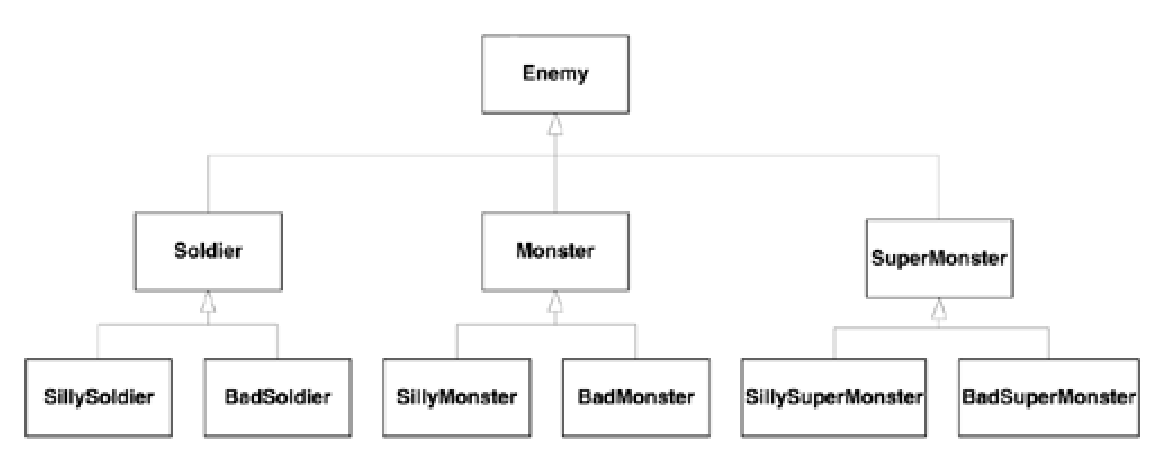 Enemy
Soldier
Monster
SuperMonster
SillySoldier
BadSoldier
SillyMonster
BadMonster
SillySuperMonster
BadSuperMonster